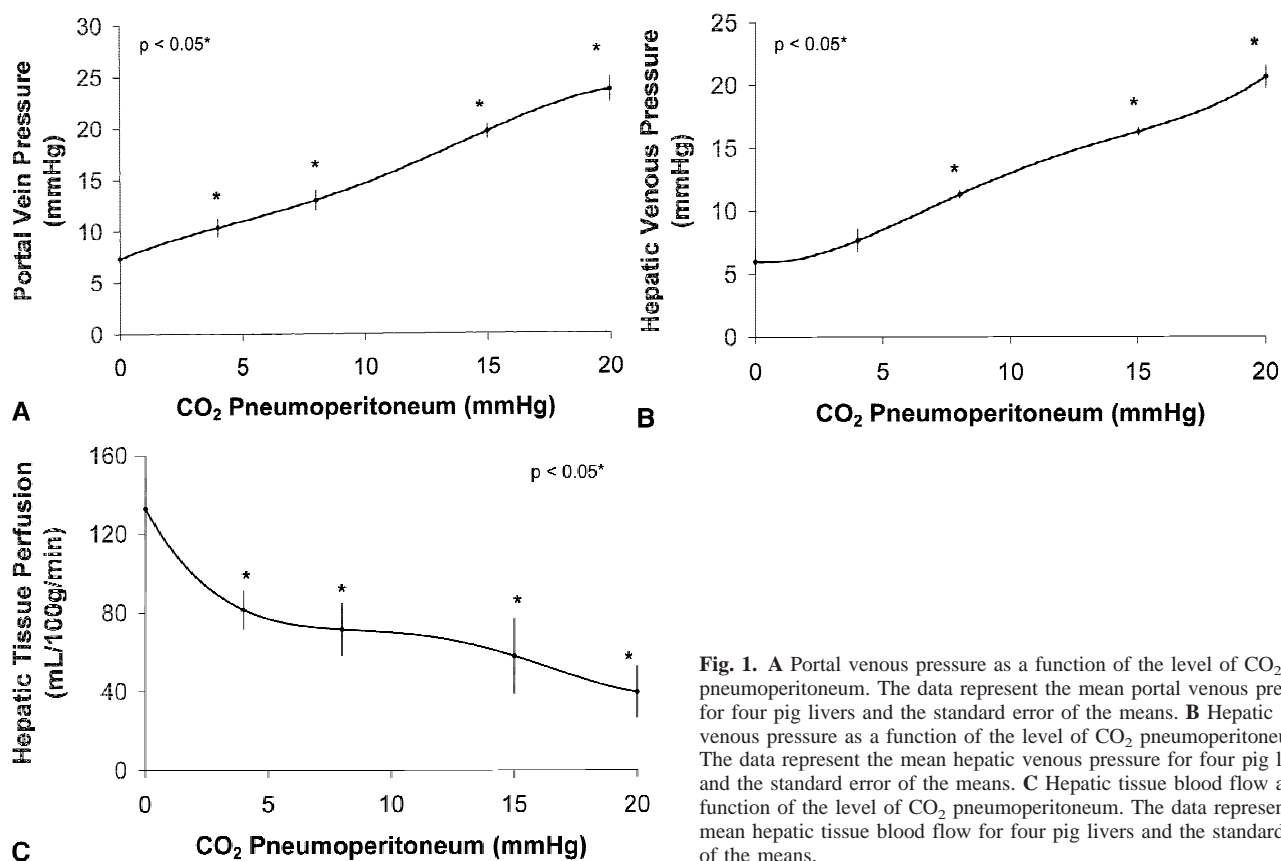 30
25
20
15
10
5
0
p < 0.05*
*
*
*
*
Portal Vein Pressure
(mmHg)
0 5 10 15 20
CO₂ Pneumoperitoneum (mmHg)
A
25
20
15
10
5
0
p < 0.05*
*
*
*
Hepatic Venous Pressure
(mmHg)
0 5 10 15 20
CO₂ Pneumoperitoneum (mmHg)
B
160
120
80
40
0
p < 0.05*
*
*
*
*
Hepatic Tissue Perfusion
(mL/100g/min)
0 5 10 15 20
CO₂ Pneumoperitoneum (mmHg)
C
Fig. 1. A Portal venous pressure as a function of the level of CO₂
pneumoperitoneum. The data represent the mean portal venous
for four pig livers and the standard error of the means. B Hepatic
venous pressure as a function of the level of CO₂
The data represent the mean hepatic venous pressure for four pig
and the standard error of the means. C Hepatic tissue blood flow
function of the level of CO₂ pneumoperitoneum. The data
mean hepatic tissue blood flow for four pig livers and the standard
of the means.